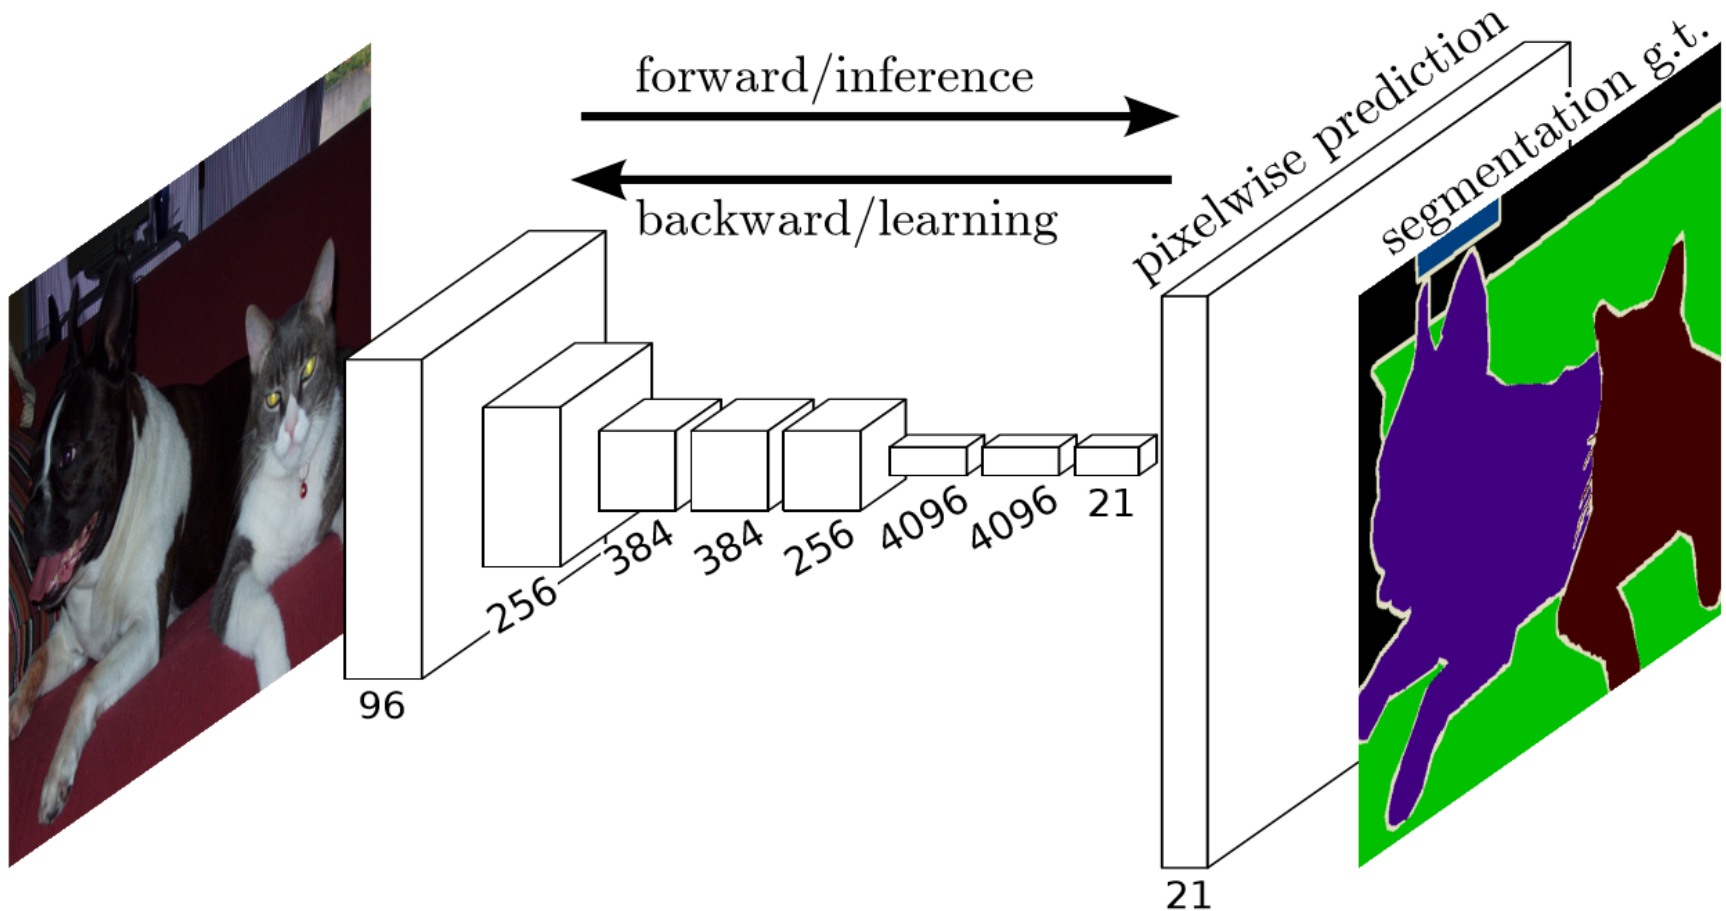 forward/inference
backward/learning
pixelwise prediction
segmentation g.t.
96
256
384
384
256
4096
4096
21
21